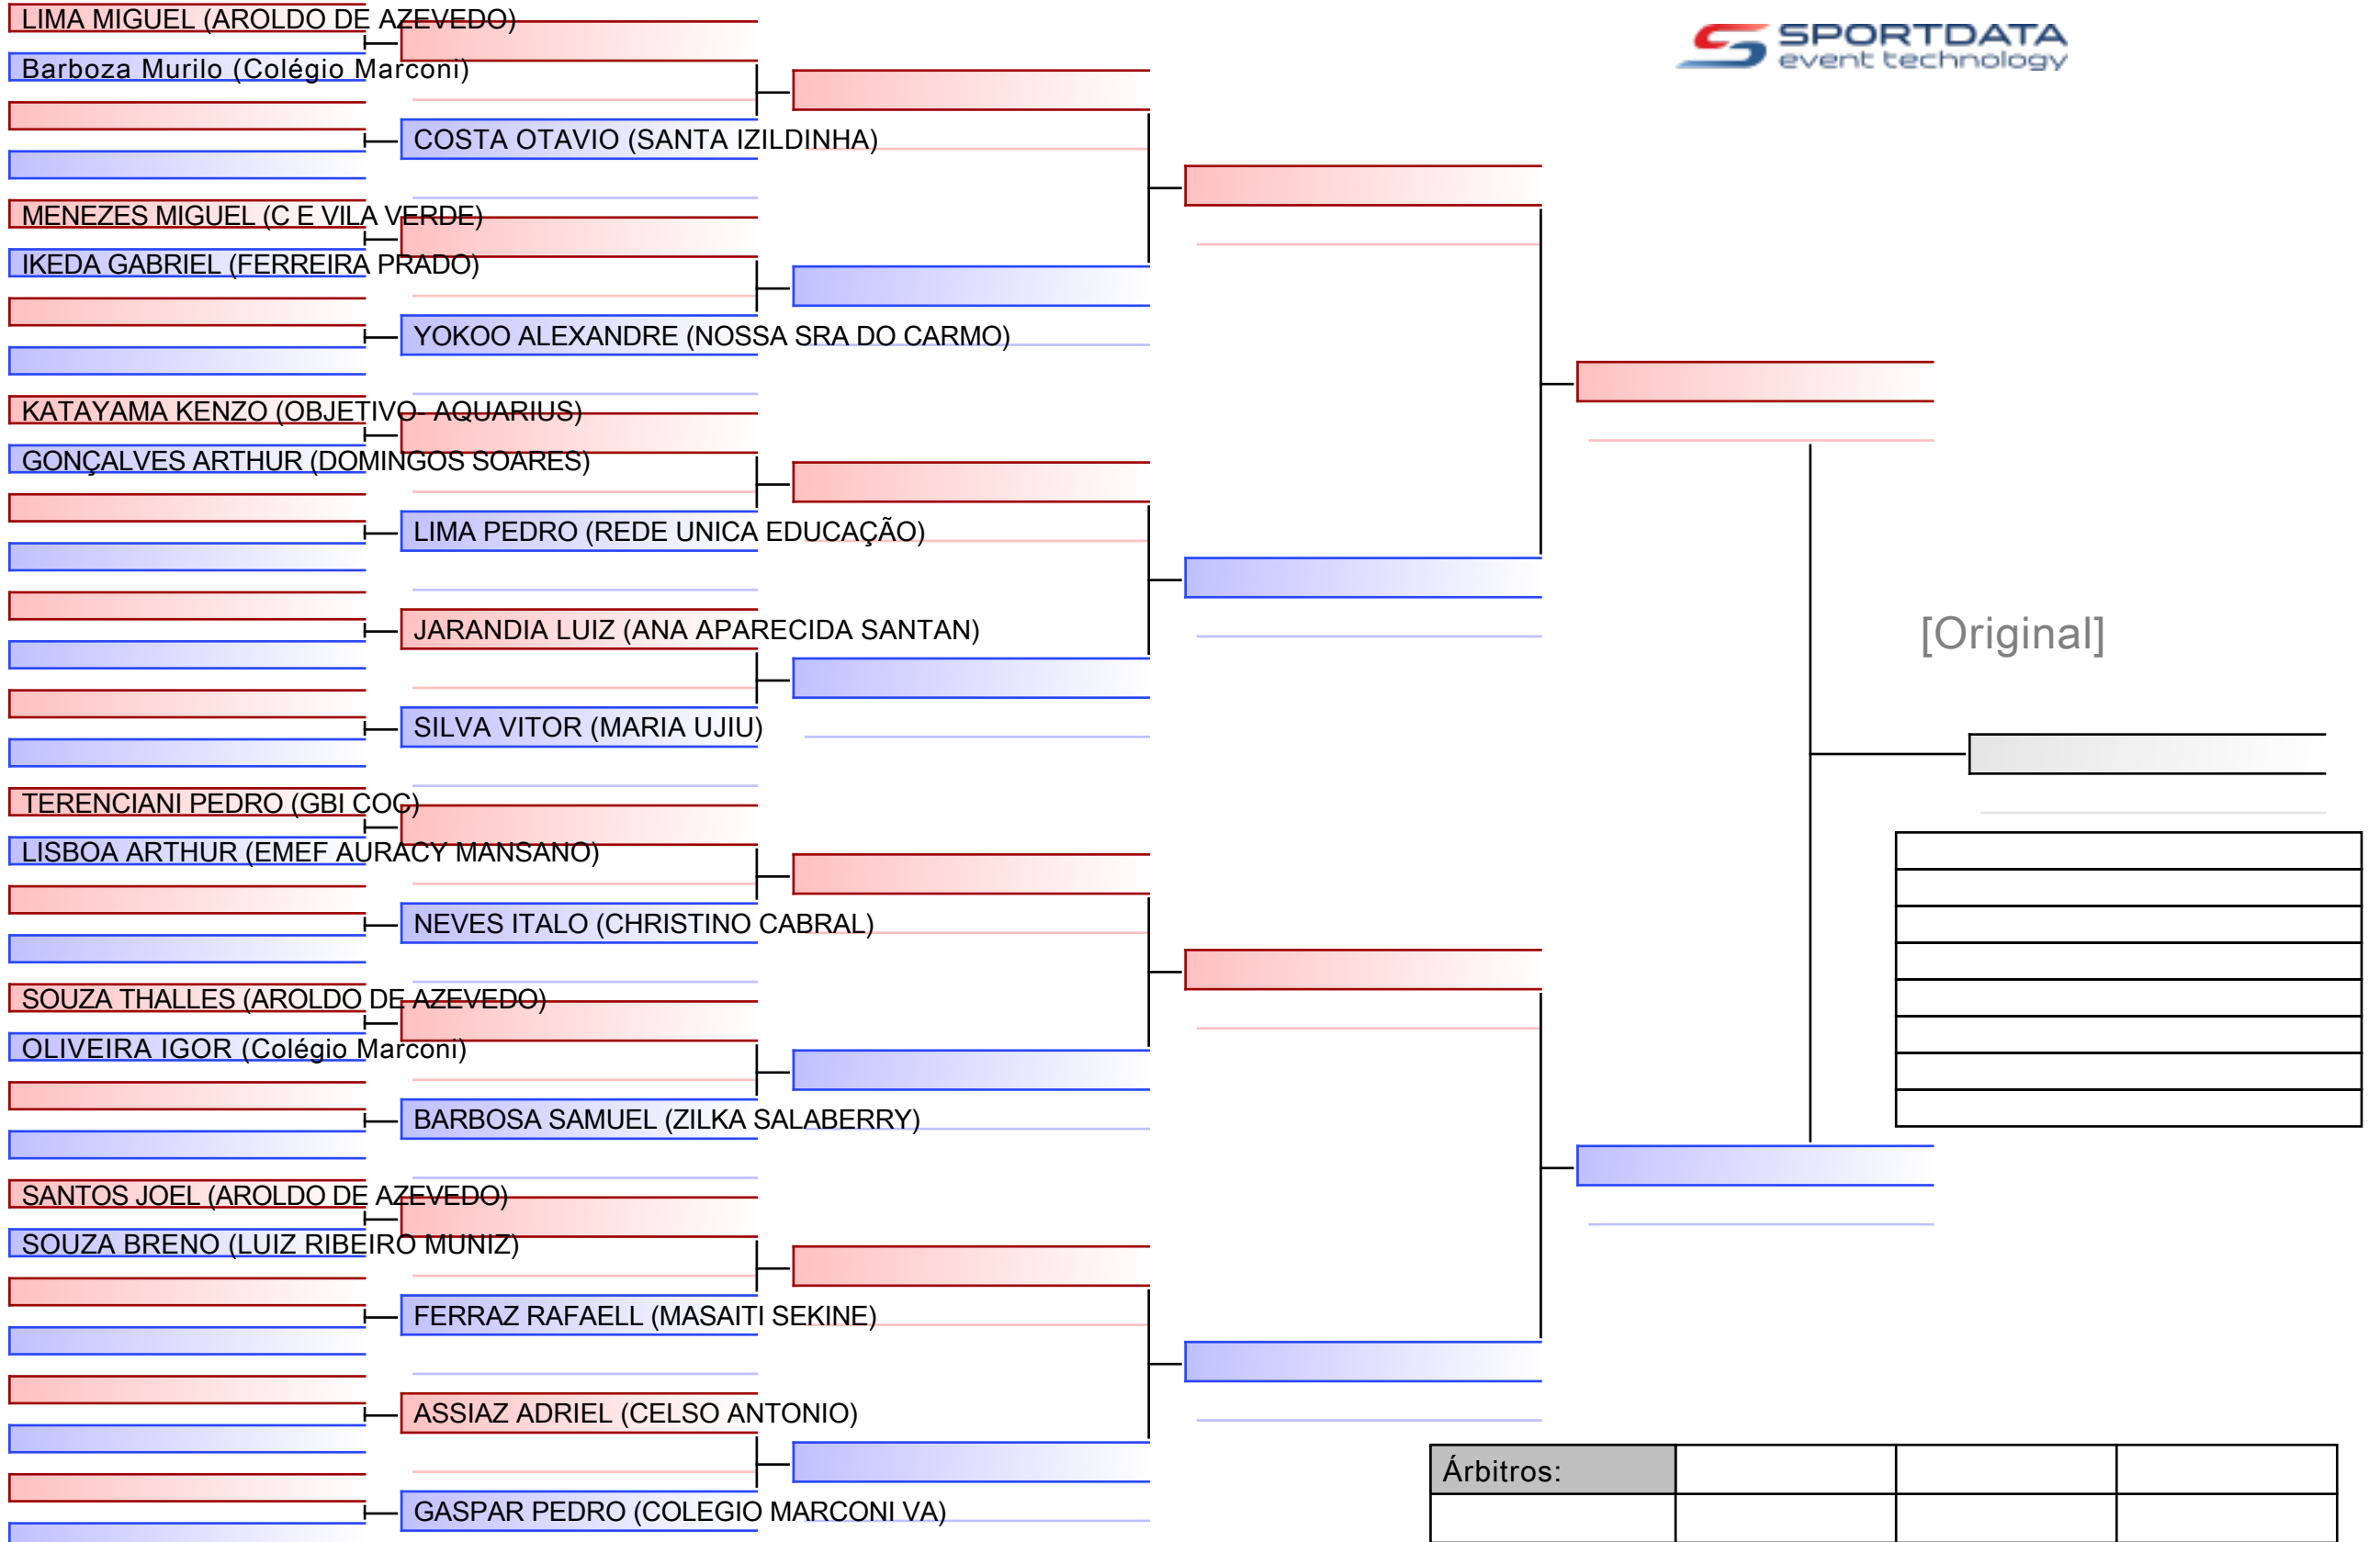 LIMA MIGUEL (AROLDO DE AZEVEDO)
Barboza Murilo (Colégio Marconi)
COSTA OTAVIO (SANTA IZILDINHA)
MENEZES MIGUEL (C E VILA VERDE)
IKEDA GABRIEL (FERREIRA PRADO)
YOKOO ALEXANDRE (NOSSA SRA DO CARMO)
KATAYAMA KENZO (OBJETIVO- AQUARIUS)
GONÇALVES ARTHUR (DOMINGOS SOARES)
LIMA PEDRO (REDE UNICA EDUCAÇÃO)
JARANDIA LUIZ (ANA APARECIDA SANTAN)
SILVA VITOR (MARIA UJIU)
TERENCIANI PEDRO (GBI COC)
LISBOA ARTHUR (EMEF AURACY MANSANO)
NEVES ITALO (CHRISTINO CABRAL)
SOUZA THALLES (AROLDO DE AZEVEDO)
OLIVEIRA IGOR (Colégio Marconi)
BARBOSA SAMUEL (ZILKA SALABERRY)
SANTOS JOEL (AROLDO DE AZEVEDO)
SOUZA BRENO (LUIZ RIBEIRO MUNIZ)
FERRAZ RAFAELL (MASAITI SEKINE)
ASSIAZ ADRIEL (CELSO ANTONIO)
GASPAR PEDRO (COLEGIO MARCONI VA)
SPORTDATA
event technology
[Original]
Árbitros: